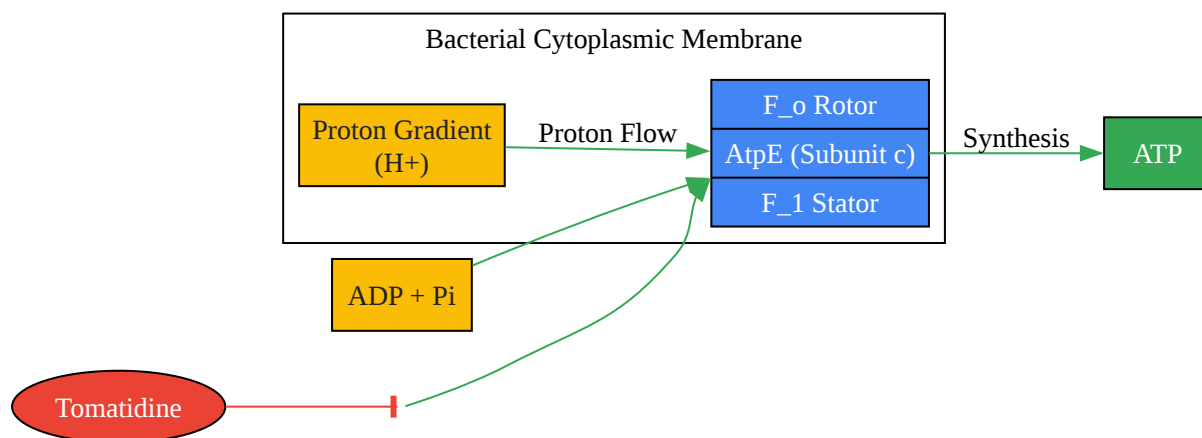 Bacterial Cytoplasmic Membrane
Proton Gradient
(H+)
Proton Flow
F_o Rotor
AtpE (Subunit c)
F_1 Stator
Synthesis
ATP
ADP + Pi
Tomatidine